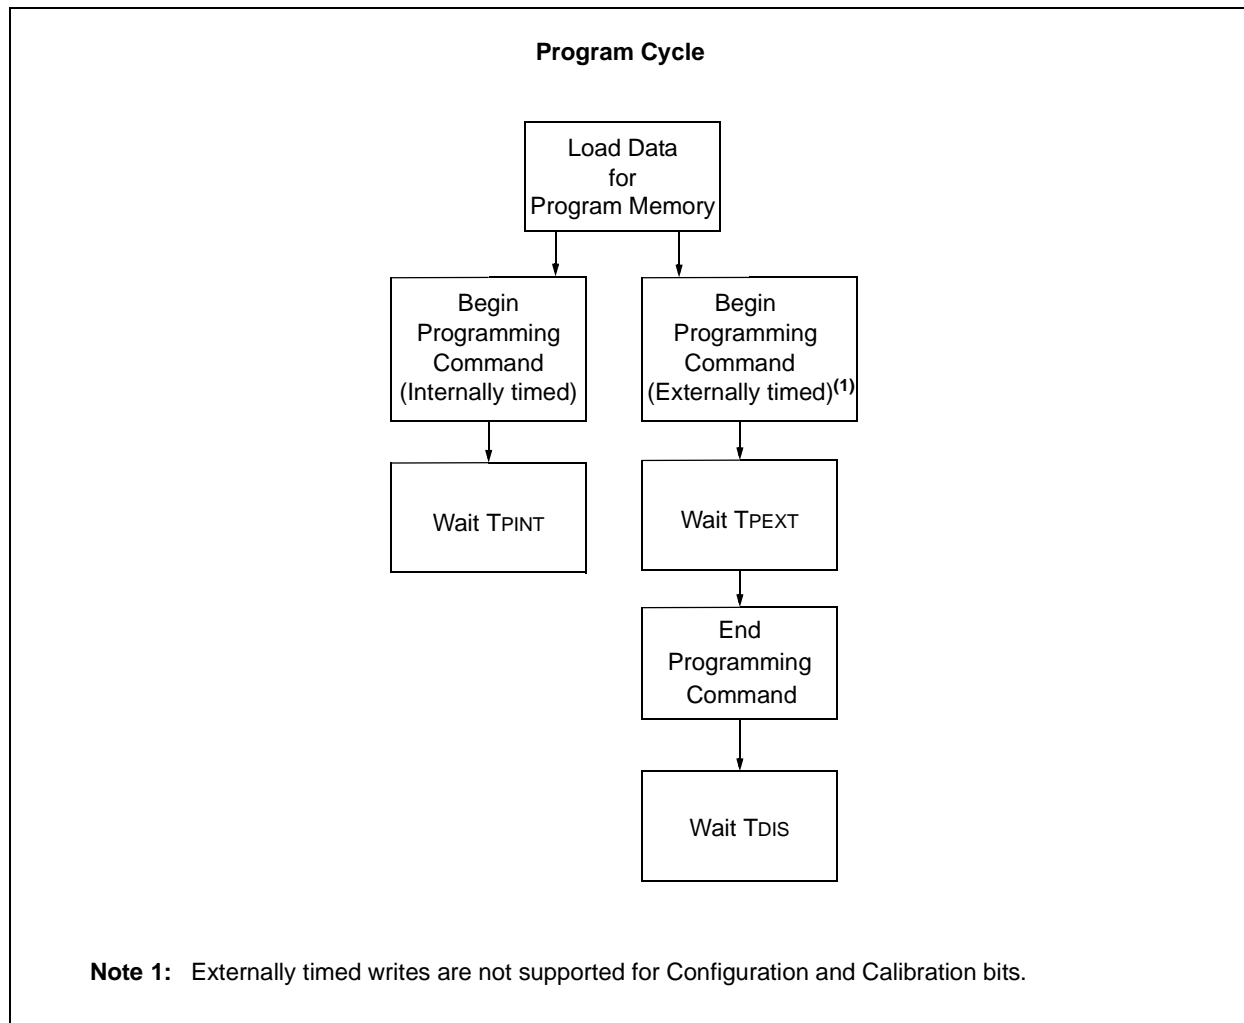 Program Cycle
Load Data
for
Program Memory
Begin
Programming
Command
(Internally timed)
Begin
Programming
Command
(Externally timed)(1)
Wait TPINT
Wait TPEXT
End
Programming
Command
Wait TDIS
Note 1: Externally timed writes are not supported for Configuration and Calibration bits.